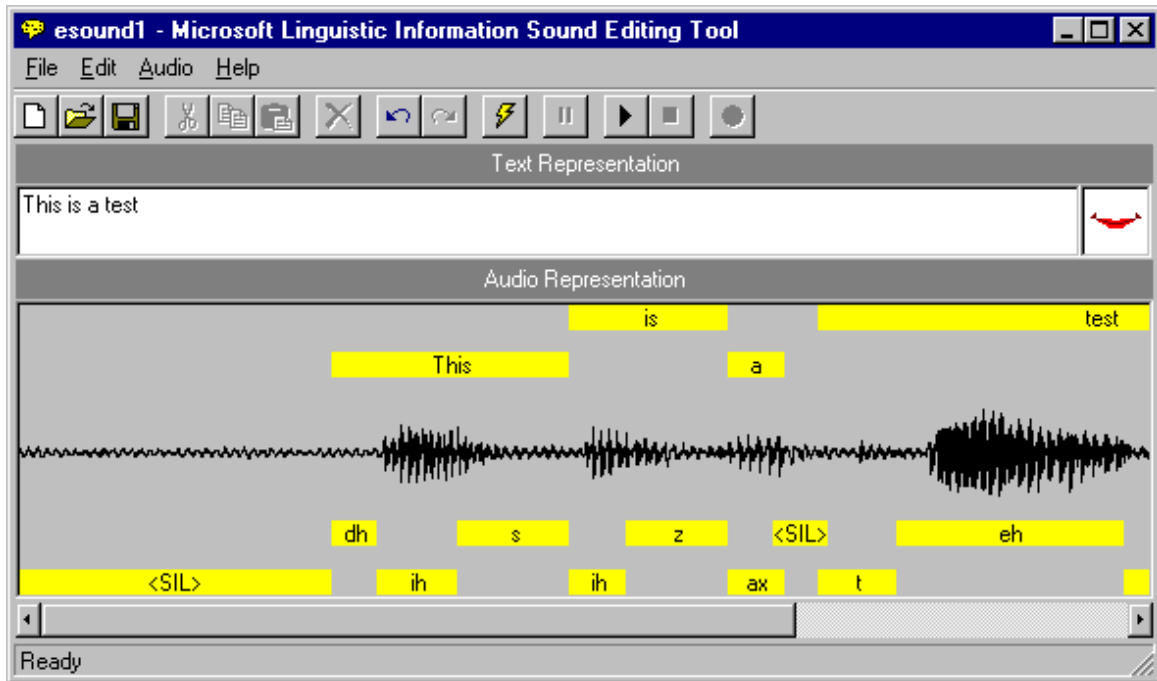 esound1 - Microsoft Linguistic Information Sound Editing Tool
File Edit Audio Help
Text Representation
This is a test
Audio Representation
is test
This a
dh s z <SIL> eh
<SIL> ih ih ax t
Ready